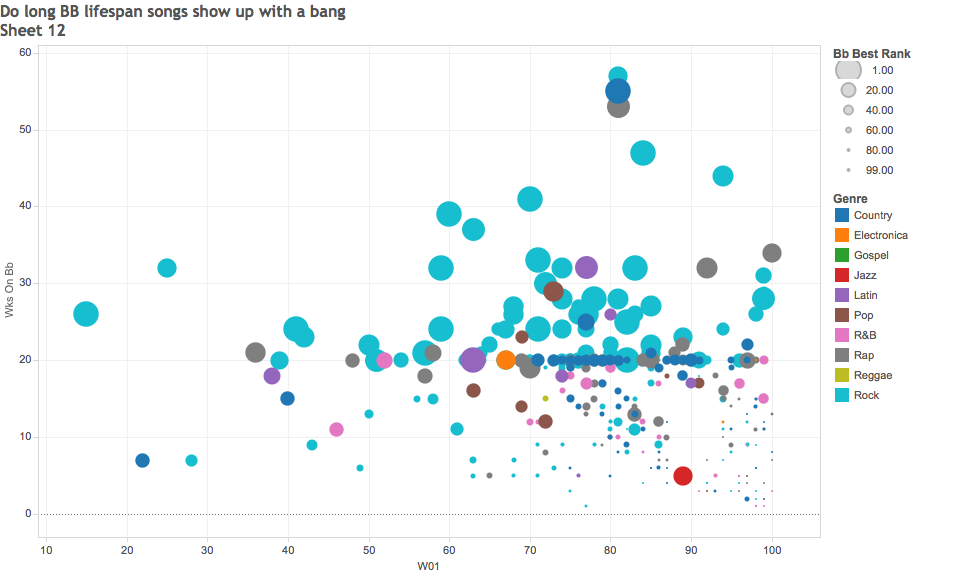 Do long BB lifespan songs show up with a bang
Sheet 12
60
50
40
30
20
10
0
Wks On Bb
10
20
30
40
50
60
70
80
90
100
W01
Bb Best Rank
1.00
20.00
40.00
60.00
80.00
99.00
Genre
Country
Electronica
Gospel
Jazz
Latin
Pop
R&B
Rap
Reggae
Rock